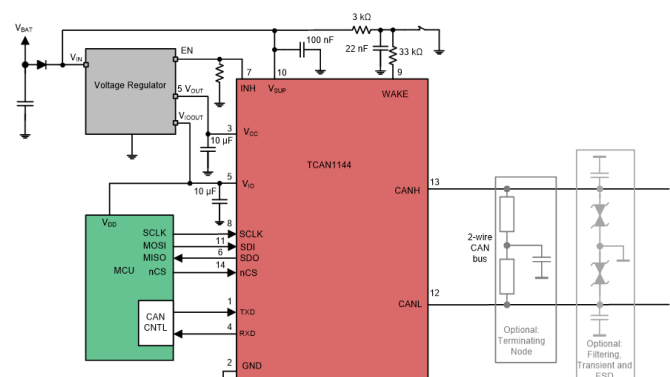 3 kΩ
VBAT
100 nF
22 nF
33 kΩ
VIN
EN
7
10
9
Voltage Regulator
INH
VSUP
WAKE
5 VOUT
VIOOUT
3
VCC
10 µF
TCAN1144
10 µF
5
VIO
CANH
13
VDD
8
SCLK
SCLK
MOSI
11
SDI
MISO
6
SDO
MCU
nCS
14
nCS
2-wire
CAN
bus
CAN
CNTL
1
TXD
4
RXD
CANL
12
Optional:
Terminating
Node
Optional:
Filtering,
Transient and
ESD
2
GND